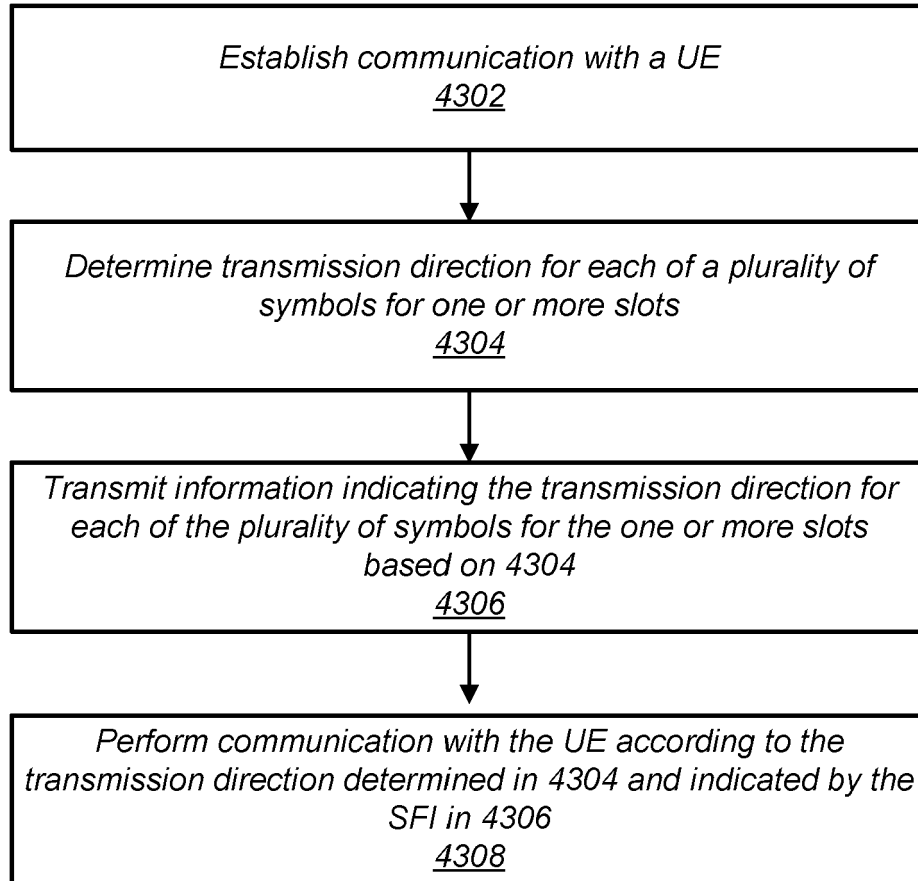 Establish communication with a UE
4302
Determine transmission direction for each of a plurality of
symbols for one or more slots
4304
Transmit information indicating the transmission direction for
each of the plurality of symbols for the one or more slots
based on 4304
4306
Perform communication with the UE according to the
transmission direction determined in 4304 and indicated by the
SFI in 4306
4308